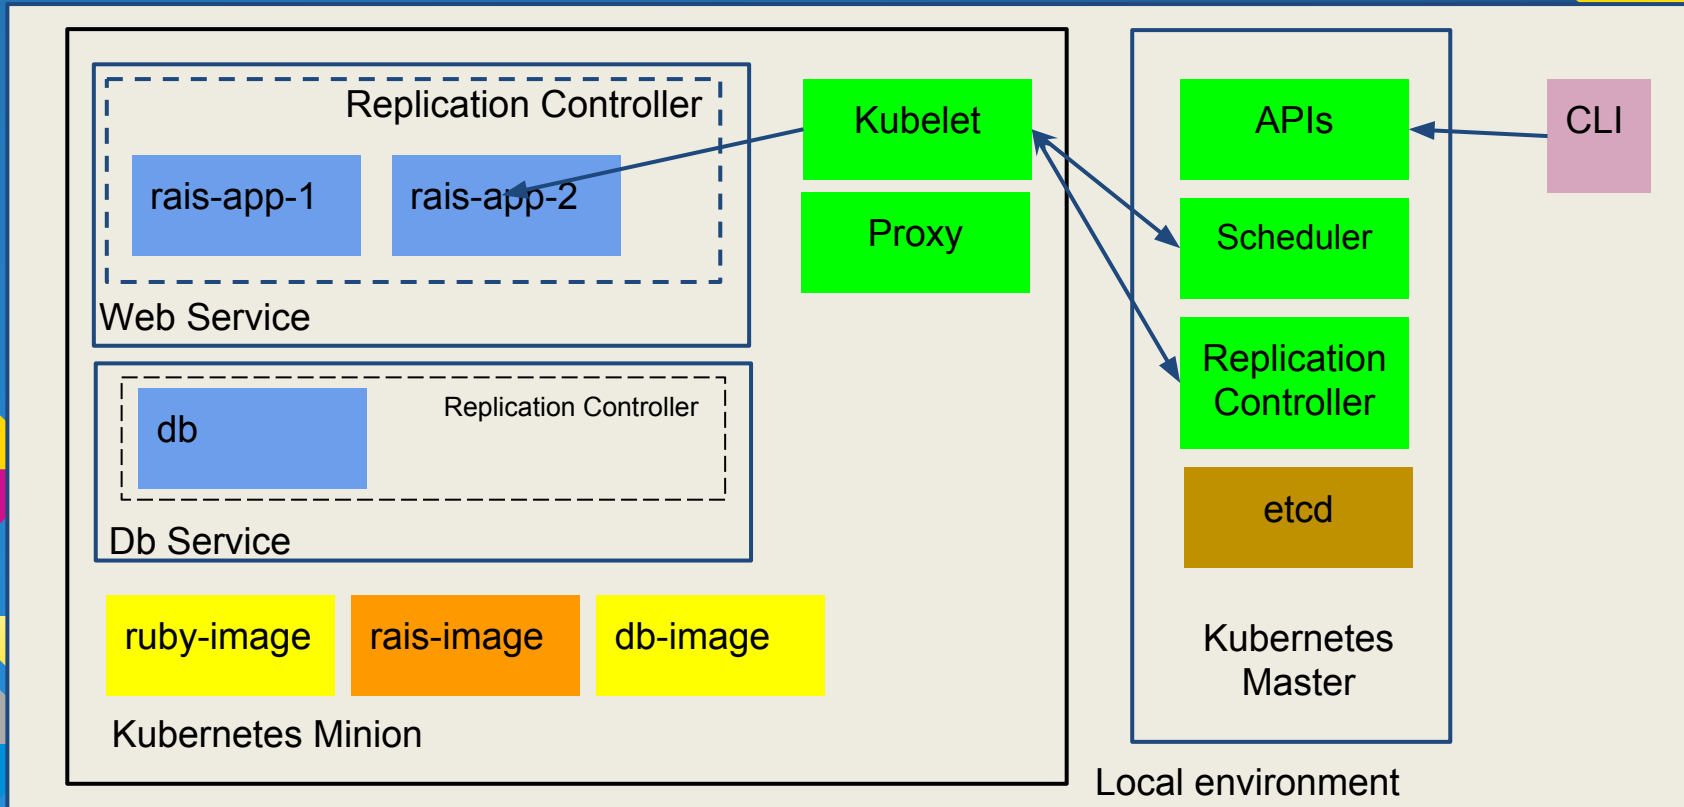 Replication Controller
rais-app-1
rais-app-2
Web Service
Replication Controller
db
Db Service
ruby-image
rais-image
db-image
Kubernetes Minion
Kubelet
Proxy
APIs
Scheduler
Replication
Controller
etcd
Kubernetes
Master
CLI
Local environment